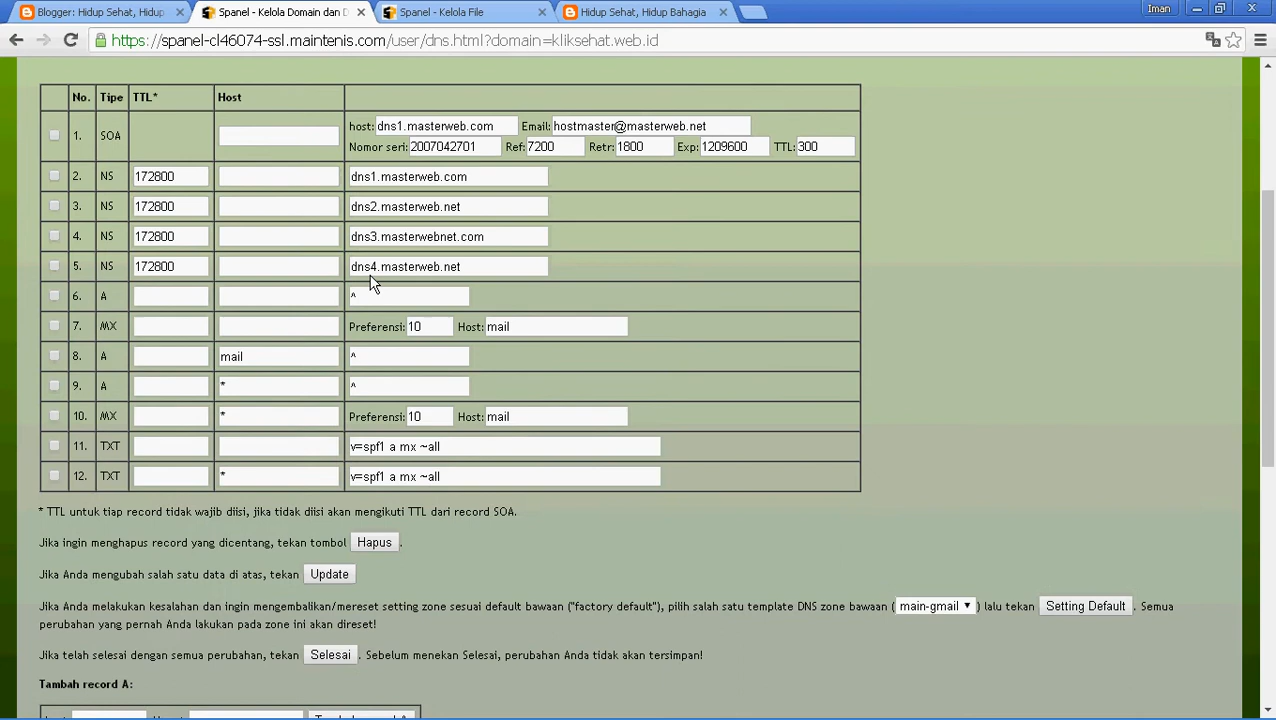 Blogger: Hidup Sehat, Hidup
Spanel - Kelola Domain dan D
Spanel - Kelola File
Hidup Sehat, Hidup Bahagia
Iman
https://spanel-cl46074-ssl.maintenis.com/user/dns.html?domain=kliksehat.web.id
No. Tipe TTL* Host
1. SOA host: dns1.masterweb.com Email: hostmaster@masterweb.net
Nomor seri: 2007042701 Ref: 7200 Retr: 1800 Exp: 1209600 TTL: 300
2. NS 172800 dns1.masterweb.com
3. NS 172800 dns2.masterweb.net
4. NS 172800 dns3.masterwebnet.com
5. NS 172800 dns4.masterweb.net
6. A ^
7. MX Preferensi: 10 Host: mail
8. A mail ^
9. A * ^
10. MX * Preferensi: 10 Host: mail
11. TXT v=spf1 a mx ~all
12. TXT * v=spf1 a mx ~all
* TTL untuk tiap record tidak wajib diisi, jika tidak diisi akan mengikuti TTL dari record SOA.
Jika ingin menghapus record yang dicentang, tekan tombol Hapus .
Jika Anda mengubah salah satu data di atas, tekan Update
Jika Anda melakukan kesalahan dan ingin mengembalikan/mereset setting zone sesuai default bawaan ("factory default"), pilih salah satu template DNS zone bawaan ( main-gmail ) lalu tekan Setting Default . Semua
perubahan yang pernah Anda lakukan pada zone ini akan direset!
Jika telah selesai dengan semua perubahan, tekan Selesai . Sebelum menekan Selesai, perubahan Anda tidak akan tersimpan!
Tambah record A: